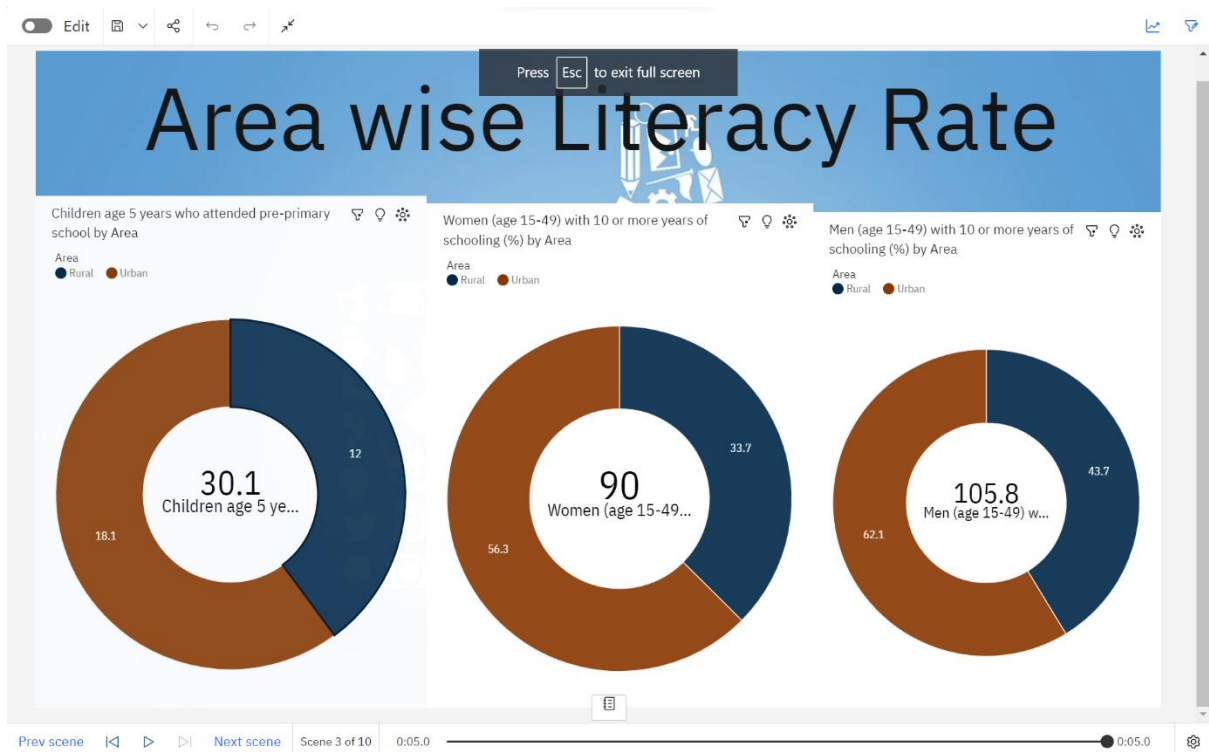 Edit
Press Esc to exit full screen
Area wise Literacy Rate
Children age 5 years who attended pre-primary
school by Area
Area
Rural Urban
12
18.1
30.1
Children age 5 ye...
Women (age 15-49) with 10 or more years of
schooling (%) by Area
Area
Rural Urban
33.7
56.3
90
Women (age 15-49...
Men (age 15-49) with 10 or more years of
schooling (%) by Area
Area
Rural Urban
43.7
62.1
105.8
Men (age 15-49) w...
Prev scene Next scene Scene 3 of 10 0:05.0 0:05.0